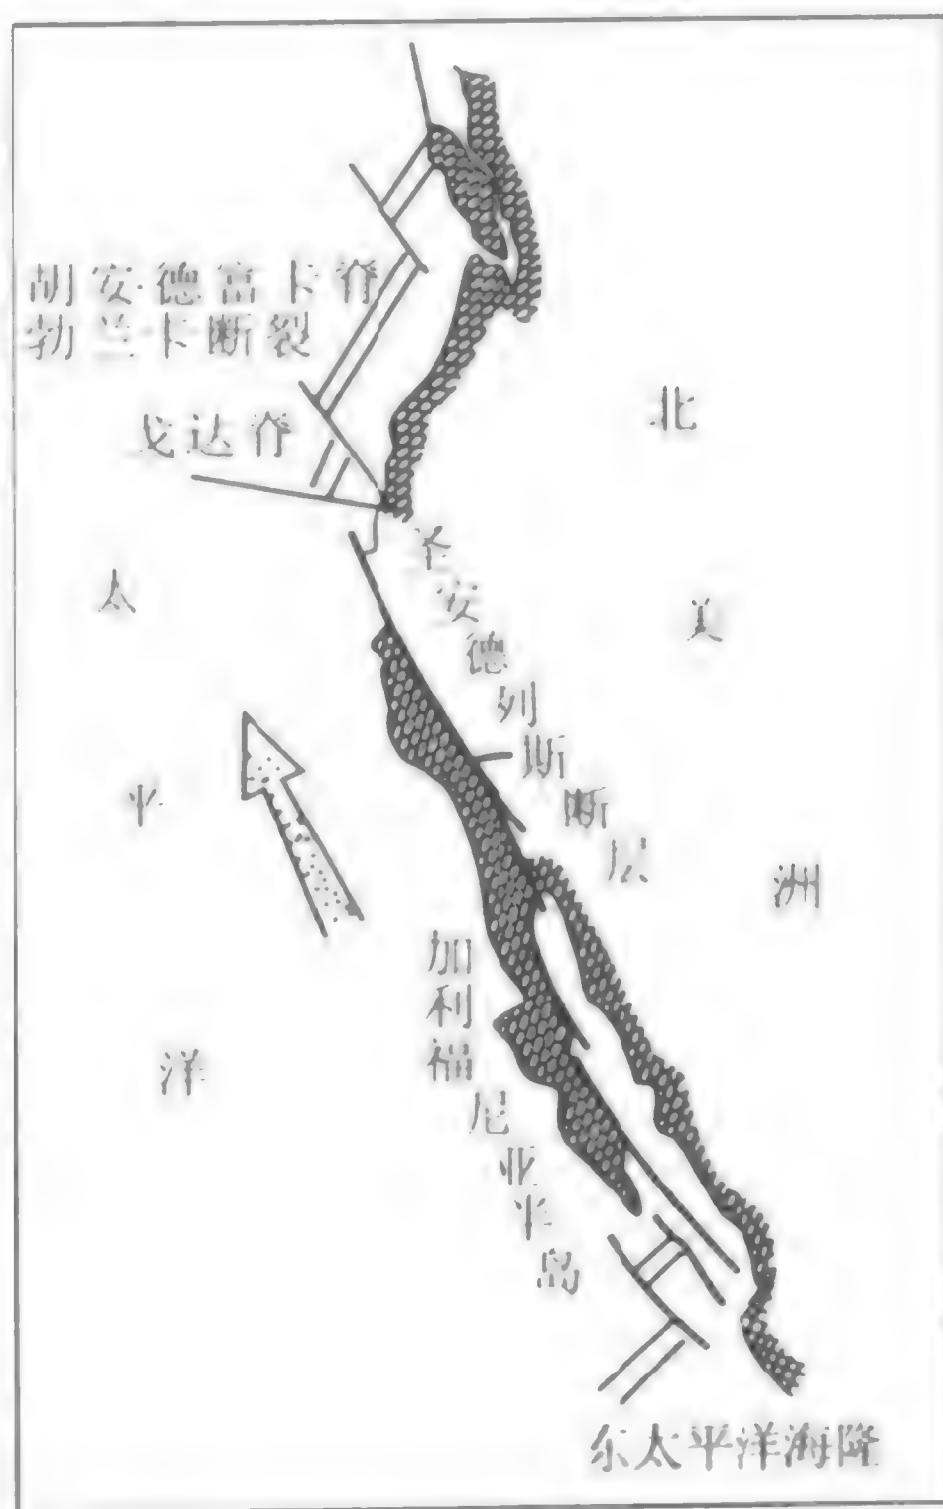 胡安德富卡脊
勃兰卡断裂
戈达脊
北美洲
太平洋
圣安德列斯断层
加利福尼亚半岛
东太平洋海隆